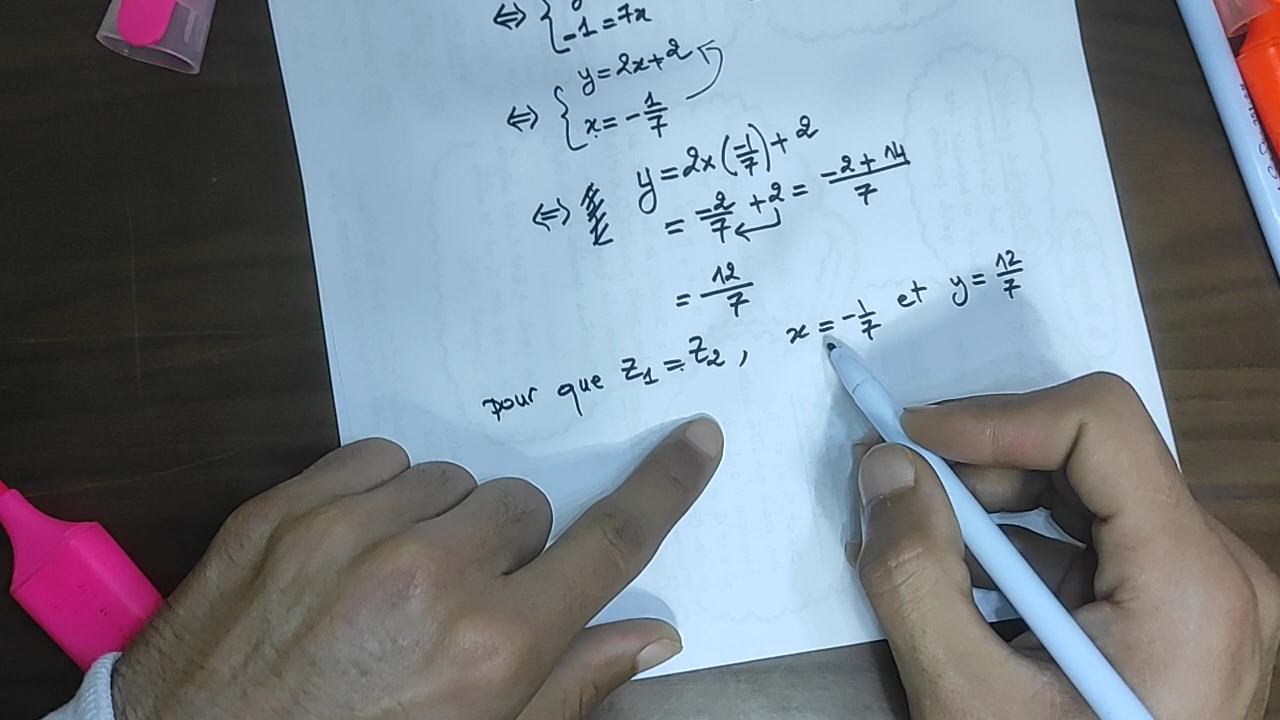 ⇔ { -1 = 7x
y = 2x + 2
⇔ { x = -1/7
⇔ y = 2x(-1/7) + 2
= -2/7 + 2 = (-2 + 14)/7
= 12/7
pour que Z1 = Z2, x = -1/7 et y = 12/7